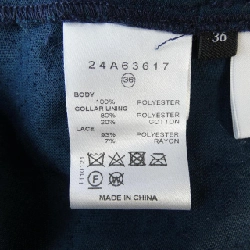 36
24A63617
36
BODY
100% POLYESTER
COLLAR LINING
80% POLYESTER
20% COTTON
LACE
93% POLYESTER
7% RAYON
F
W
MADE IN CHINA